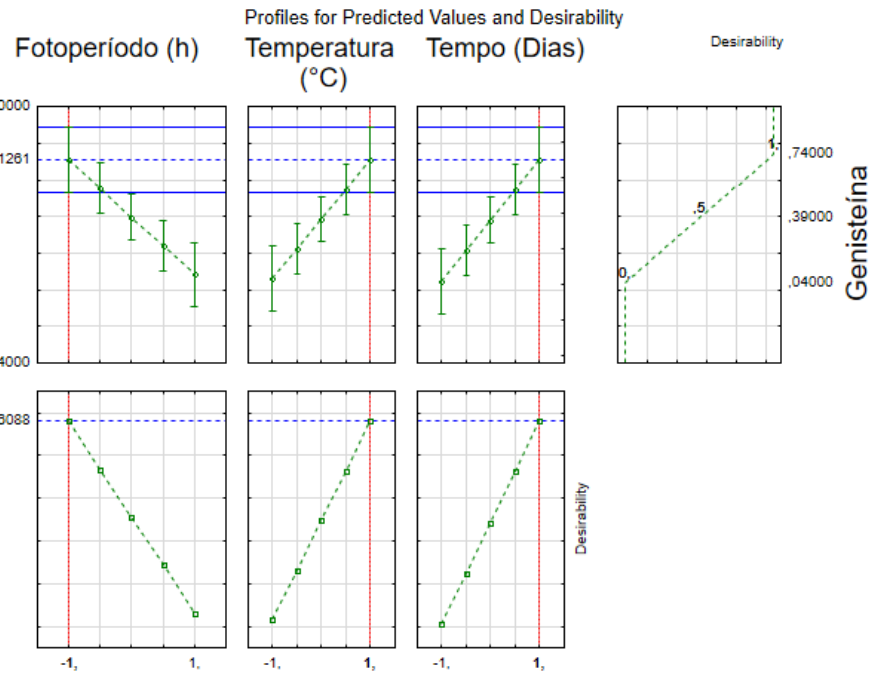 Profiles for Predicted Values and Desirability
Fotoperíodo (h)
Temperatura
(°C)
Tempo (Dias)
Desirability
0000
1261
4000
1,
,5
0,
,74000
,39000
,04000
Genisteína
Desirability
-1,
1,
-1,
1,
-1,
1,